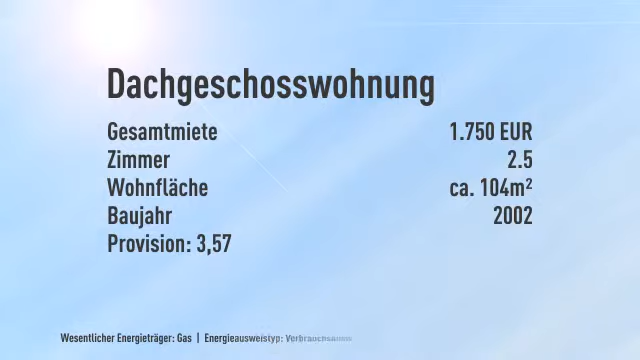 Dachgeschosswohnung
Gesamtmiete 1.750 EUR
Zimmer 2.5
Wohnfläche ca. 104m²
Baujahr 2002
Provision: 3,57
Wesentlicher Energieträger: Gas | Energieausweistyp: